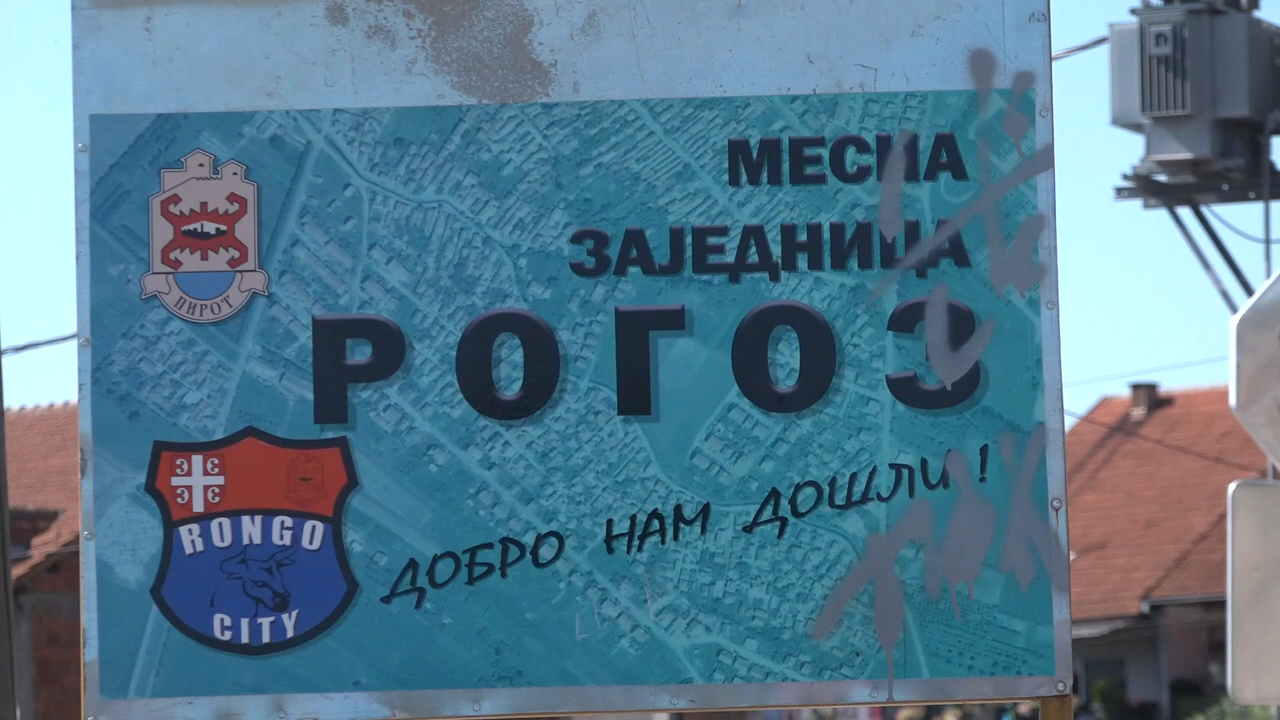 МЕСНА
ЗАЈЕДНИЦА
РОГОЗ
ДОБРО НАМ ДОШЛИ !
ПИРОТ
RONGO
CITY